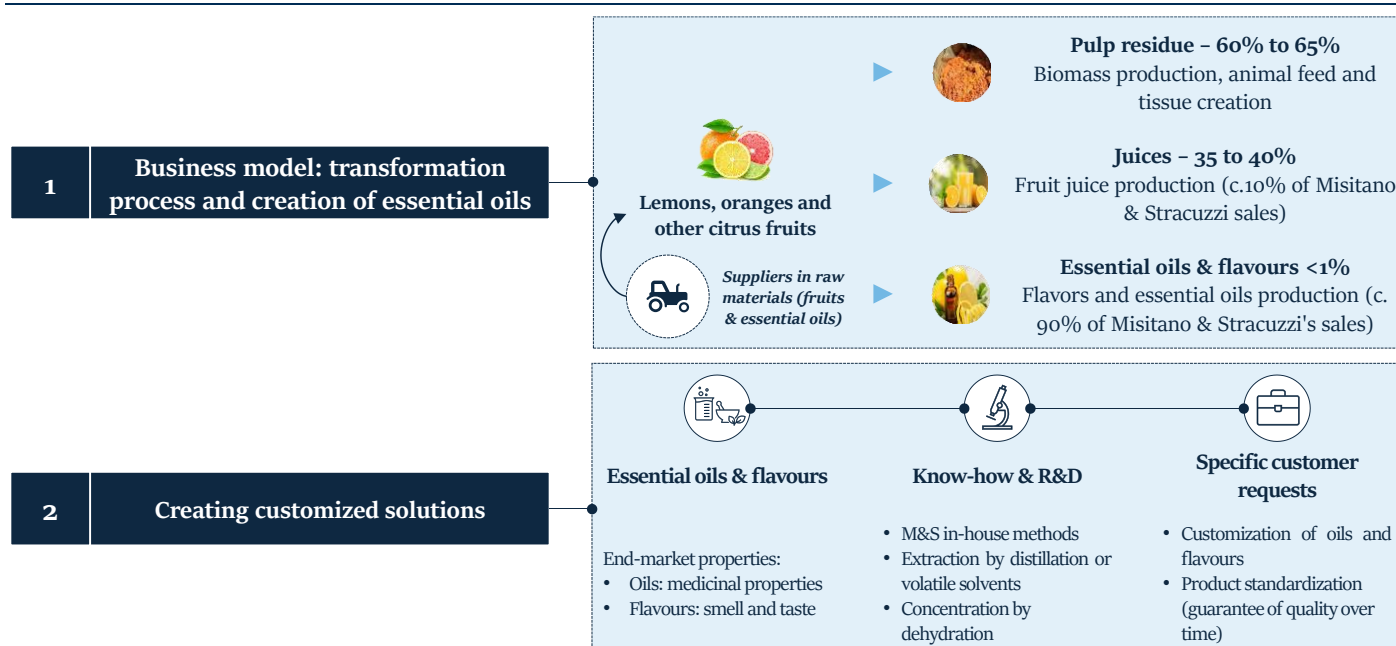 1
Business model: transformation
process and creation of essential oils
Lemons, oranges and
other citrus fruits
Suppliers in raw
materials (fruits
& essential oils)
Pulp residue – 60% to 65%
Biomass production, animal feed and
tissue creation
Juices – 35 to 40%
Fruit juice production (c.10% of Misitano
& Stracuzzi sales)
Essential oils & flavours <1%
Flavors and essential oils production (c.
90% of Misitano & Stracuzzi's sales)
2
Creating customized solutions
Essential oils & flavours
End-market properties:
• Oils: medicinal properties
• Flavours: smell and taste
Know-how & R&D
• M&S in-house methods
• Extraction by distillation or
volatile solvents
• Concentration by
dehydration
Specific customer
requests
• Customization of oils and
flavours
• Product standardization
(guarantee of quality over
time)